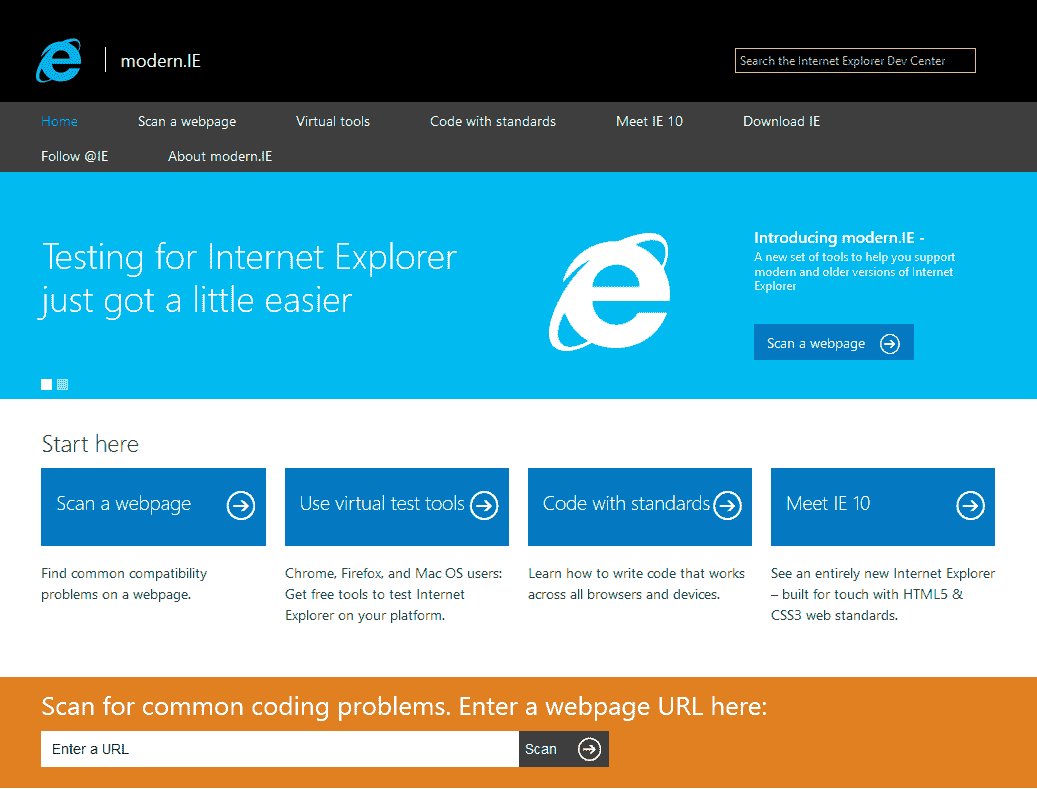 modern.IE
Search the Internet Explorer Dev Center
Home Scan a webpage Virtual tools Code with standards Meet IE 10 Download IE
Follow @IE About modern.IE
Testing for Internet Explorer
just got a little easier
Introducing modern.IE -
A new set of tools to help you support
modern and older versions of Internet
Explorer
Scan a webpage
Start here
Scan a webpage
Find common compatibility
problems on a webpage.
Use virtual test tools
Chrome, Firefox, and Mac OS users:
Get free tools to test Internet
Explorer on your platform.
Code with standards
Learn how to write code that works
across all browsers and devices.
Meet IE 10
See an entirely new Internet Explorer
– built for touch with HTML5 &
CSS3 web standards.
Scan for common coding problems. Enter a webpage URL here:
Enter a URL
Scan